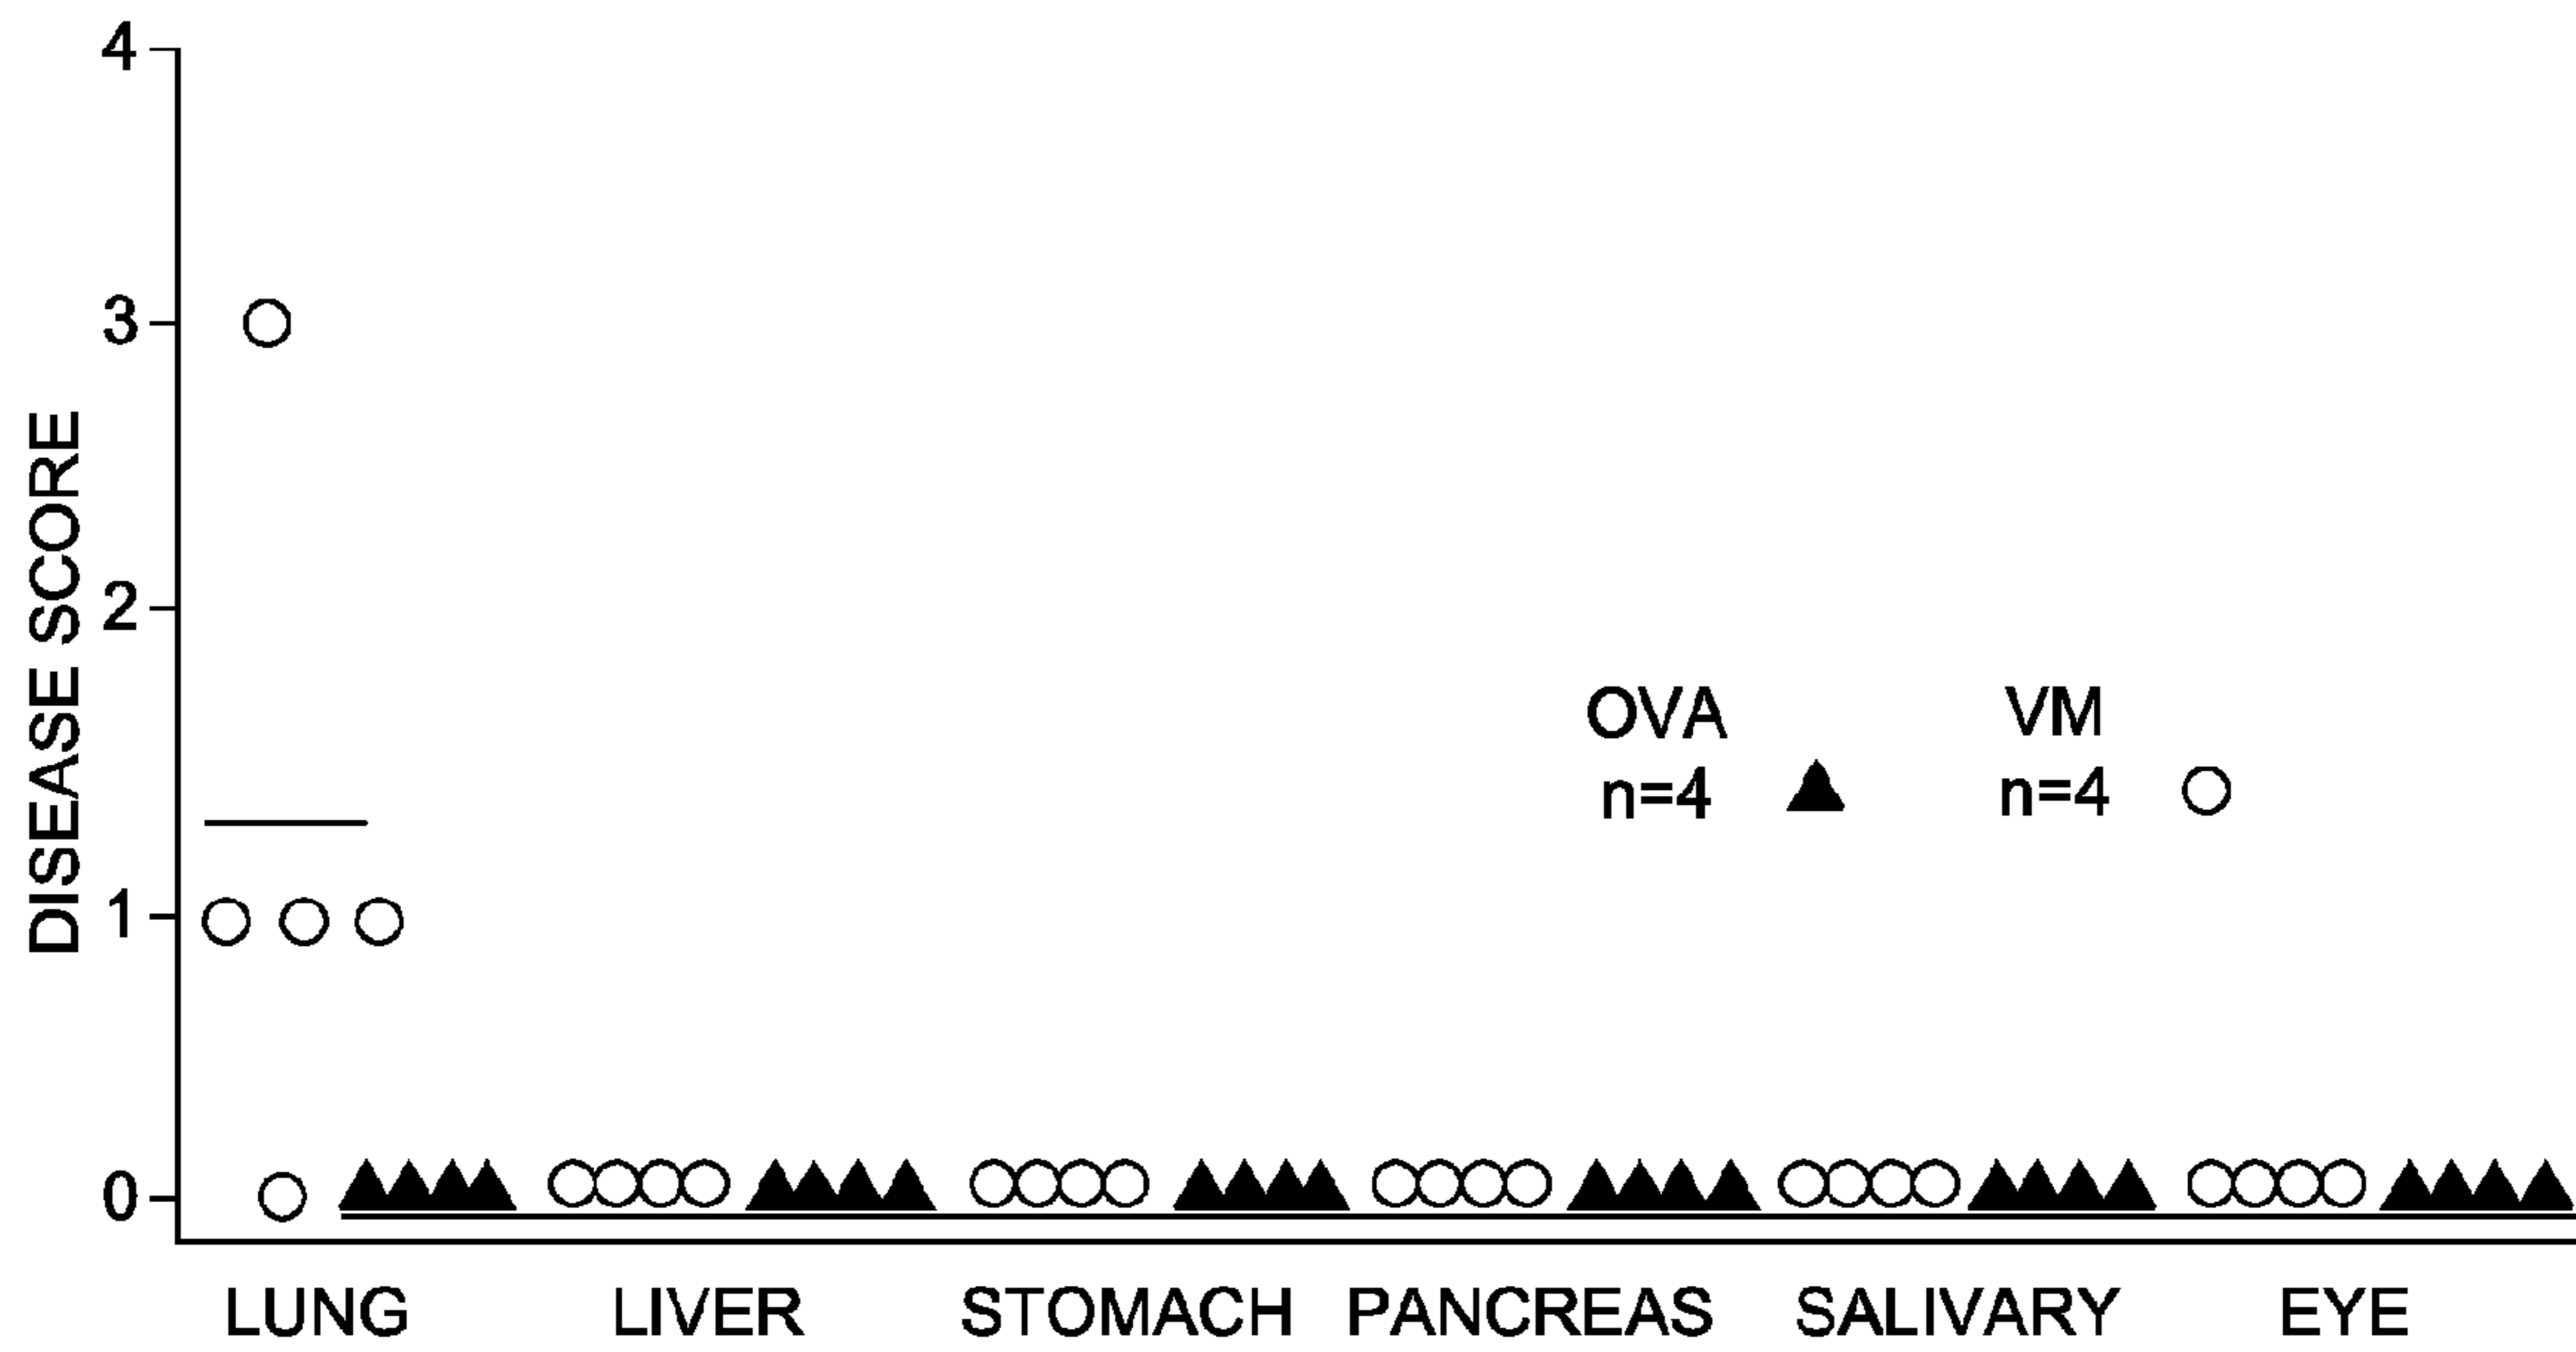 4
3
2
1
0
DISEASE SCORE
OVA VM
n=4 n=4
LUNG LIVER STOMACH PANCREAS SALIVARY EYE